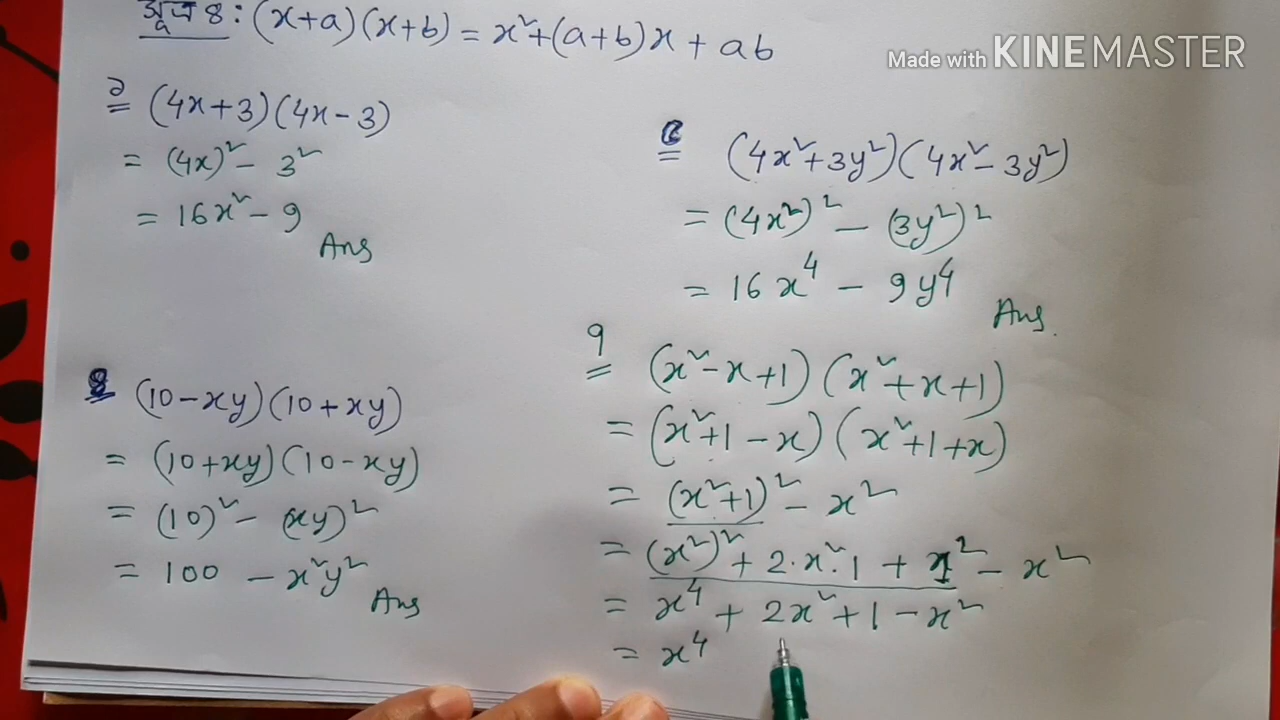 সূত্র ৪: (x+a)(x+b) = x²+(a+b)x + ab
Made with KINEMASTER
(4x+3)(4x-3)
= (4x)² - 3²
= 16x² - 9
Ans
৪ (10-xy)(10+xy)
= (10+xy)(10-xy)
= (10)² - (xy)²
= 100 - x²y²
Ans
(4x²+3y²)(4x²-3y²)
= (4x²)² - (3y²)²
= 16x⁴ - 9y⁴
Ans.
৭ (x²-x+1)(x²+x+1)
= (x²+1-x)(x²+1+x)
= (x²+1)² - x²
= (x²)² + 2·x²·1 + 1² - x²
= x⁴ + 2x² + 1 - x²
= x⁴